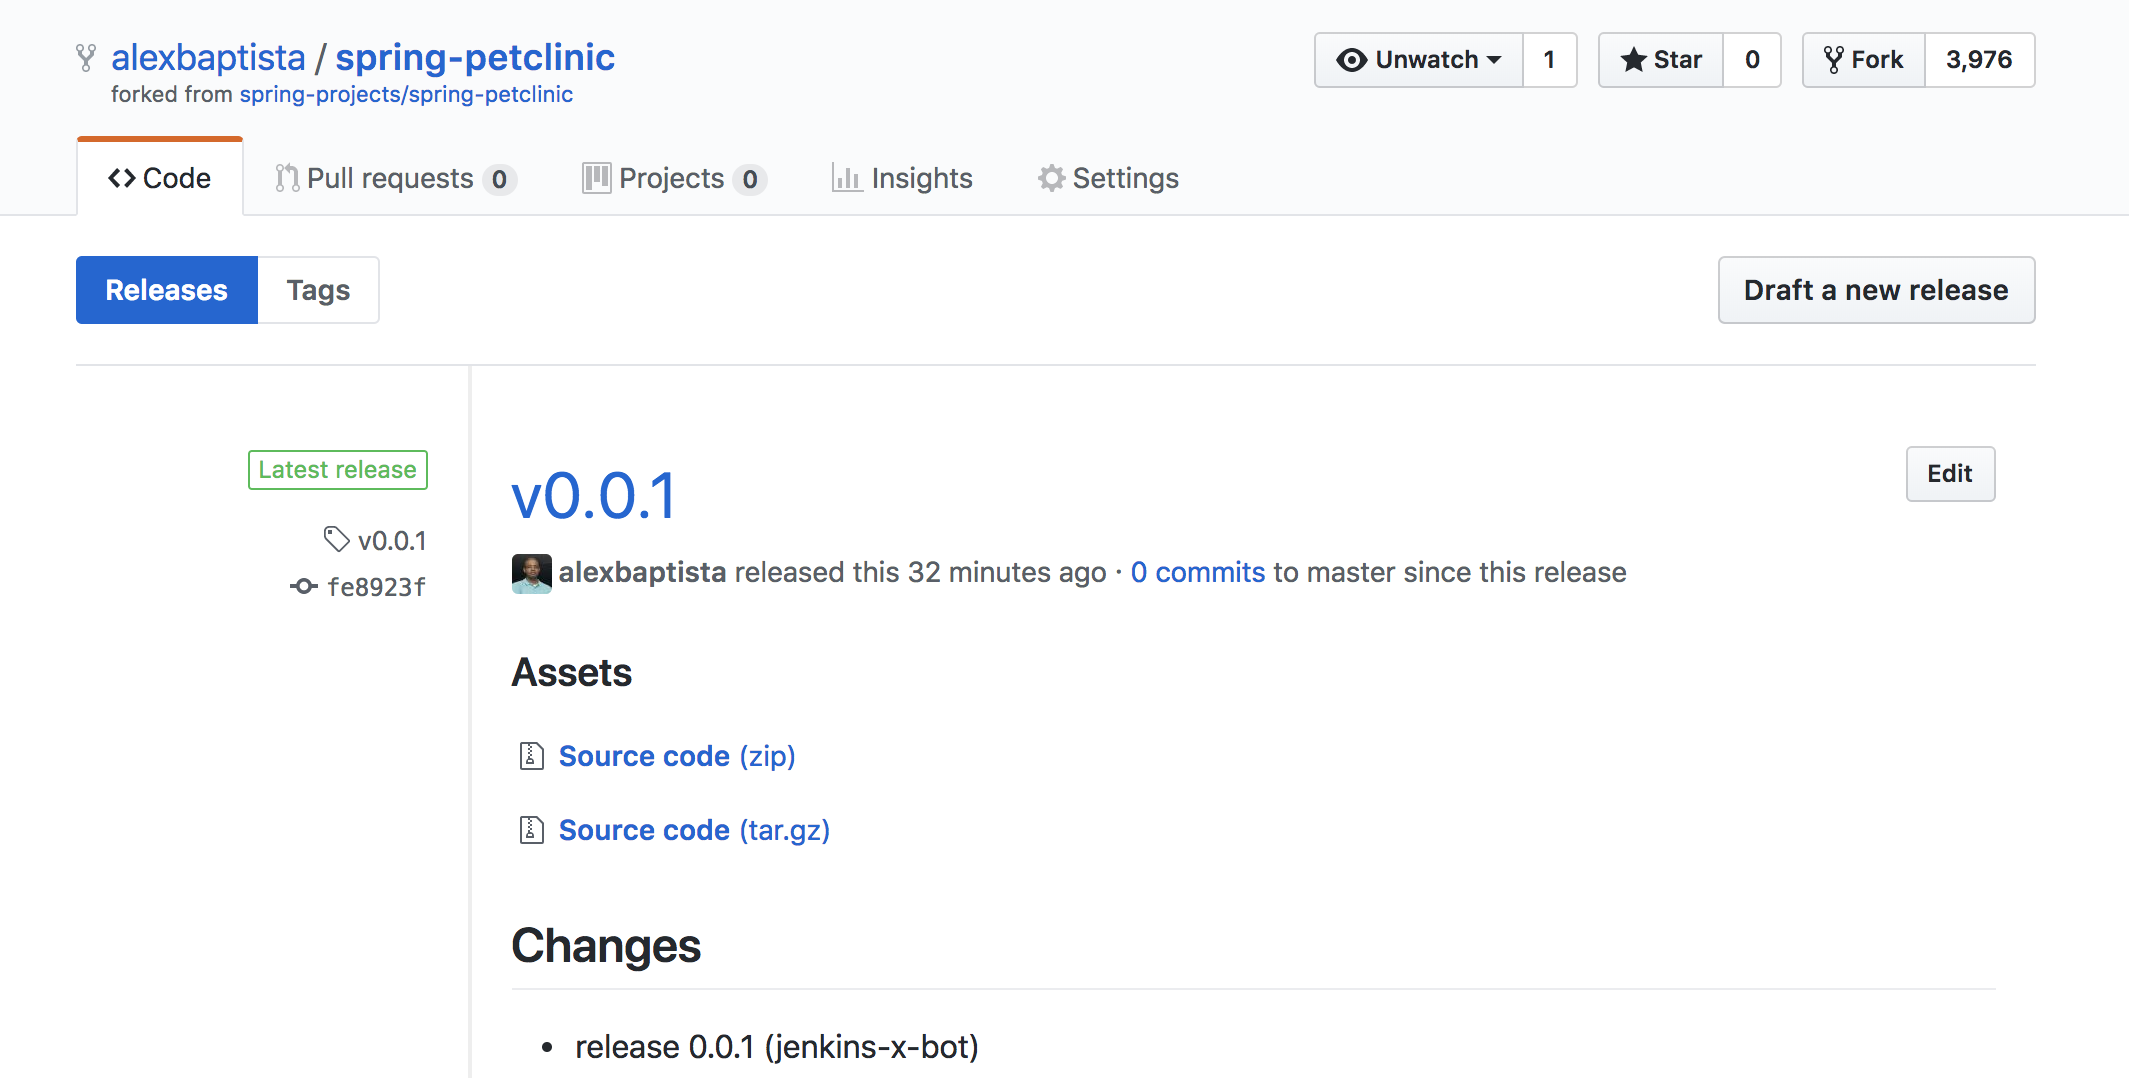 alexbaptista / spring-petclinic
Unwatch 1 Star 0 Fork 3,976
forked from spring-projects/spring-petclinic
Code Pull requests 0 Projects 0 Insights Settings
Releases Tags Draft a new release
Latest release
v0.0.1 Edit
v0.0.1
alexbaptista released this 32 minutes ago · 0 commits to master since this release
fe8923f
Assets
Source code (zip)
Source code (tar.gz)
Changes
• release 0.0.1 (jenkins-x-bot)